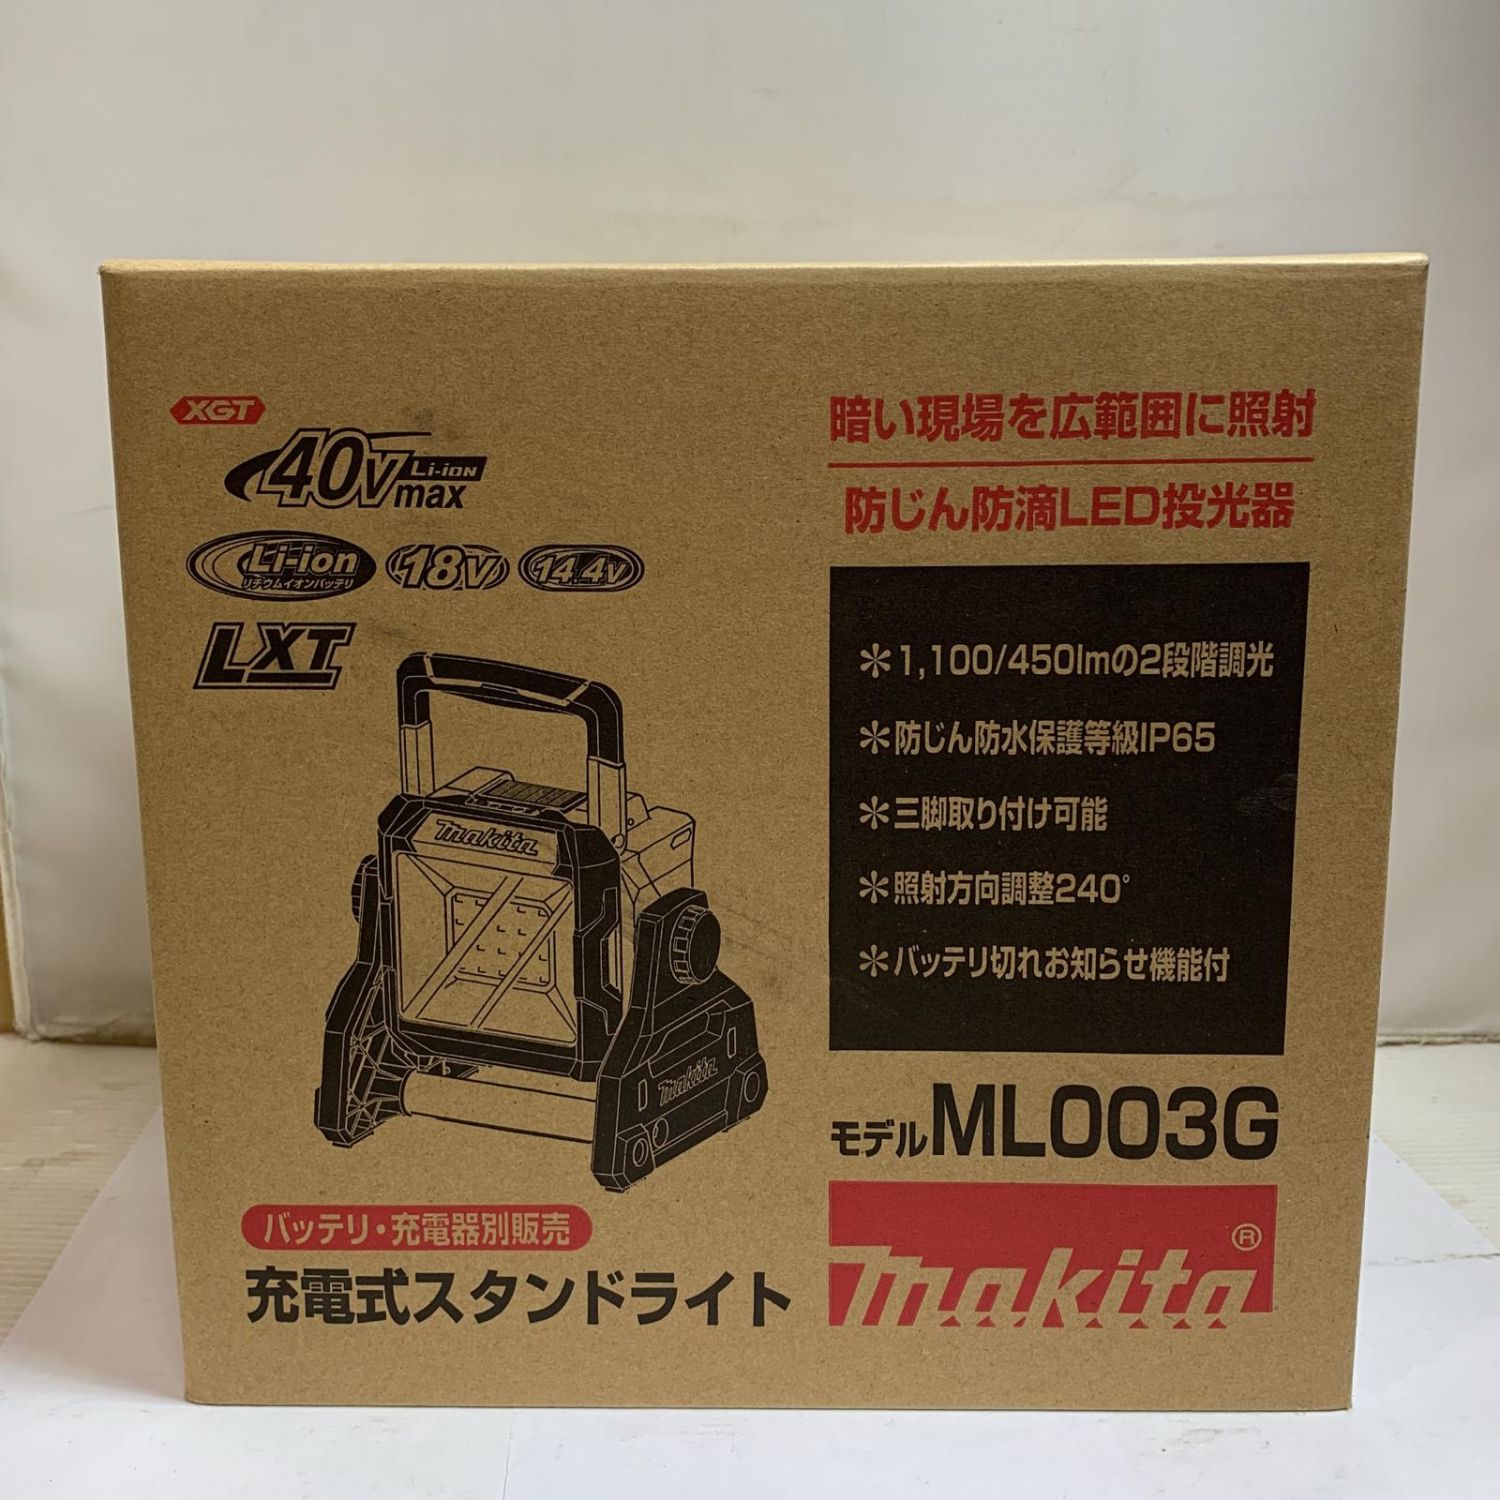 XGT
40Vmax Li-ion
Li-ion リチウムイオンバッテリ 18V 14.4V
LXT
makita
makita
バッテリ・充電器別販売
充電式スタンドライト
暗い現場を広範囲に照射
防じん防滴LED投光器
＊1,100/450lmの2段階調光
＊防じん防水保護等級IP65
＊三脚取り付け可能
＊照射方向調整240°
＊バッテリ切れお知らせ機能付
モデルML003G
makita®